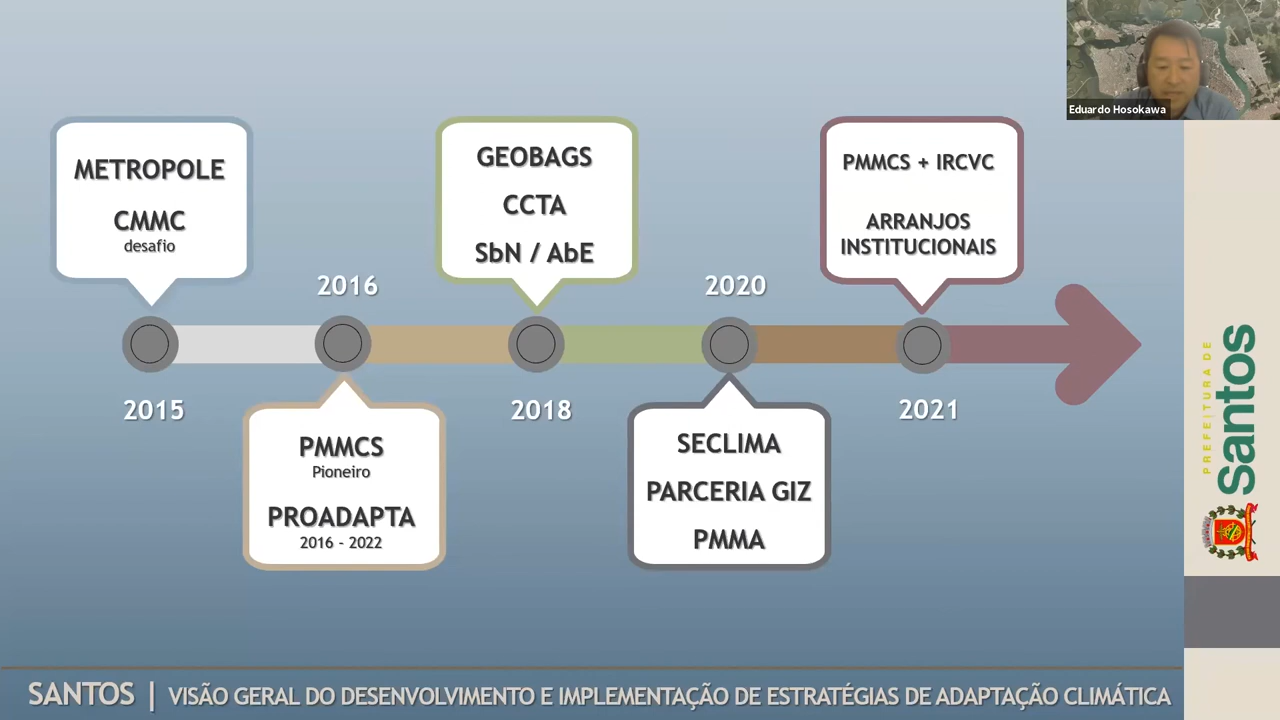 Eduardo Hosokawa
METROPOLE
CMMC
desafio
2015
2016
PMMCS
Pioneiro
PROADAPTA
2016 - 2022
GEOBAGS
CCTA
SbN / AbE
2018
2020
SECLIMA
PARCERIA GIZ
PMMA
PMMCS + IRCVC
ARRANJOS
INSTITUCIONAIS
2021
PREFEITURA DE
Santos
SANTOS | VISÃO GERAL DO DESENVOLVIMENTO E IMPLEMENTAÇÃO DE ESTRATÉGIAS DE ADAPTAÇÃO CLIMÁTICA